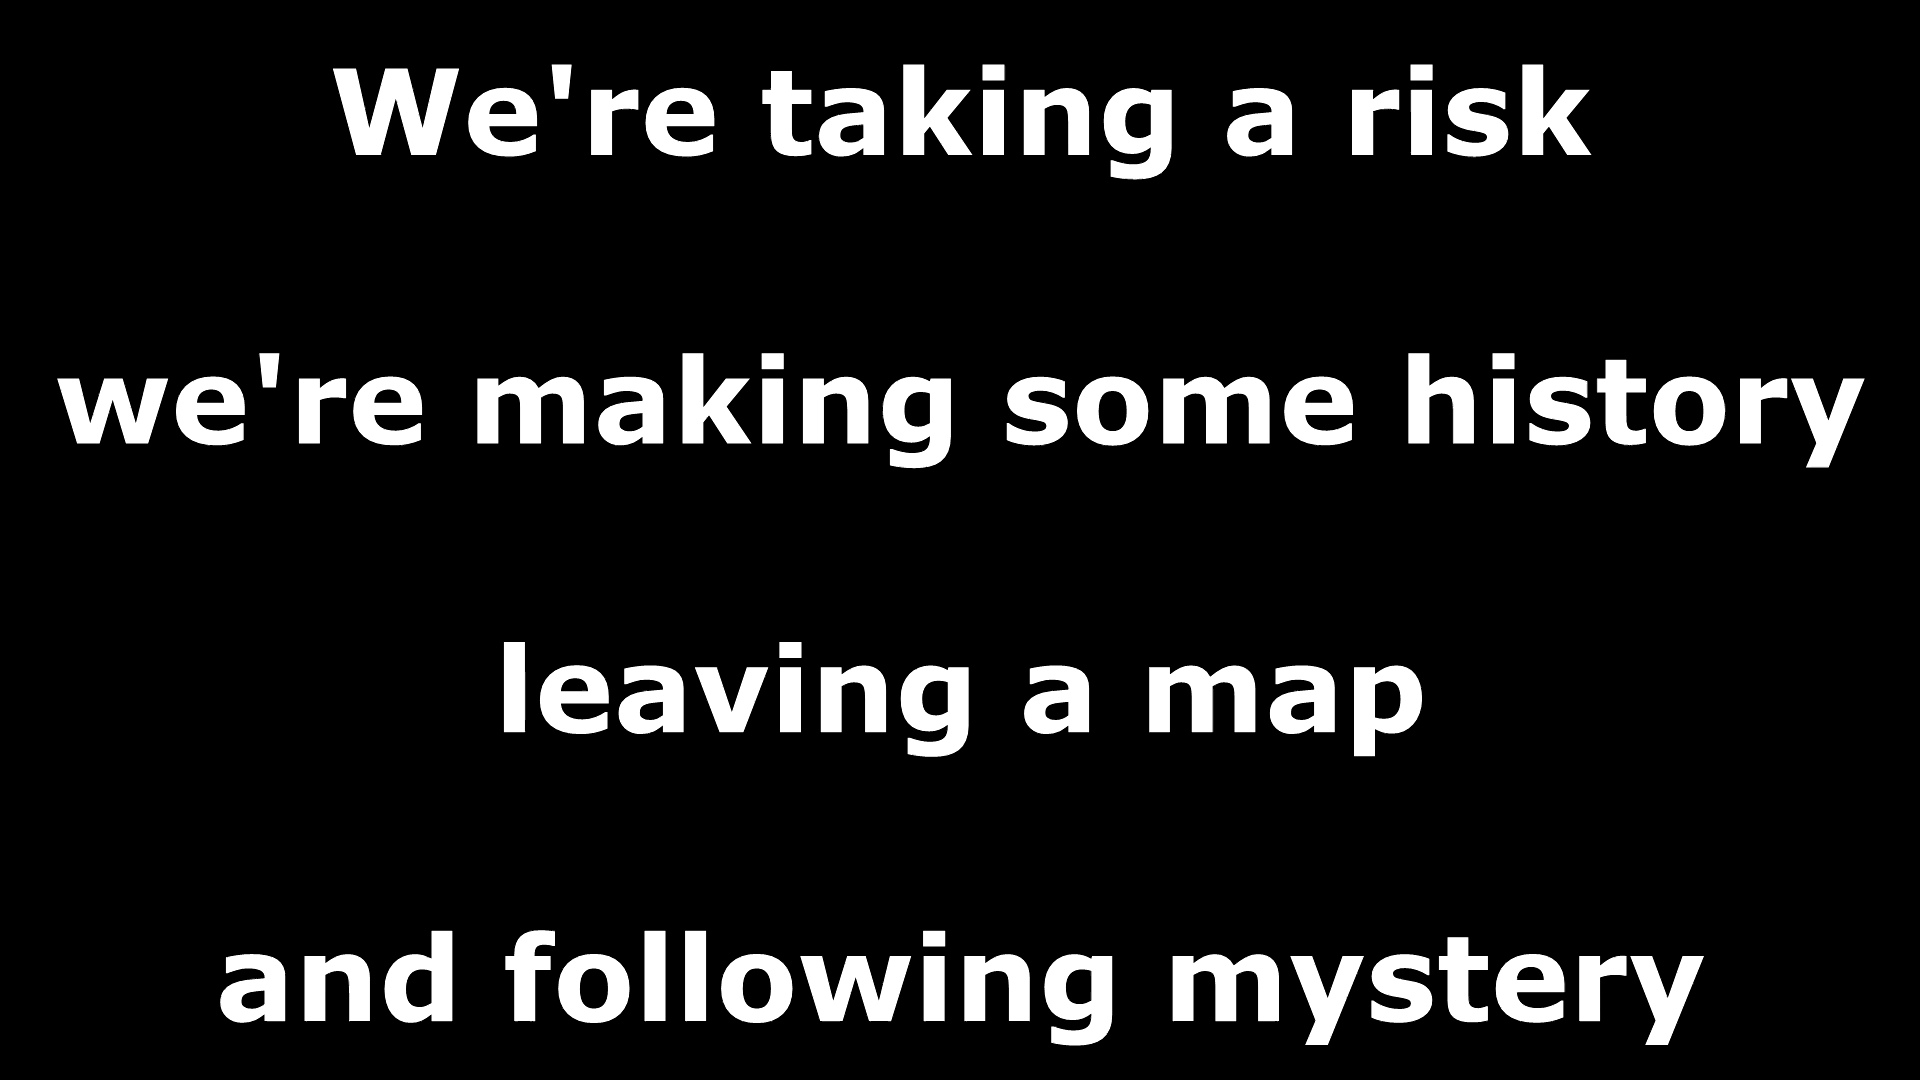 We're taking a risk
we're making some history
leaving a map
and following mystery